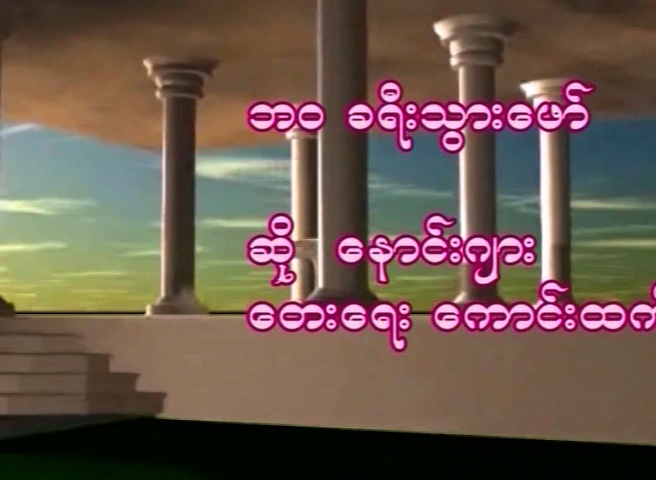 ဘဝ ခရီးသွားဖော်
ဆို နောင်းဂျား
တေးရေး ကောင်းထက်